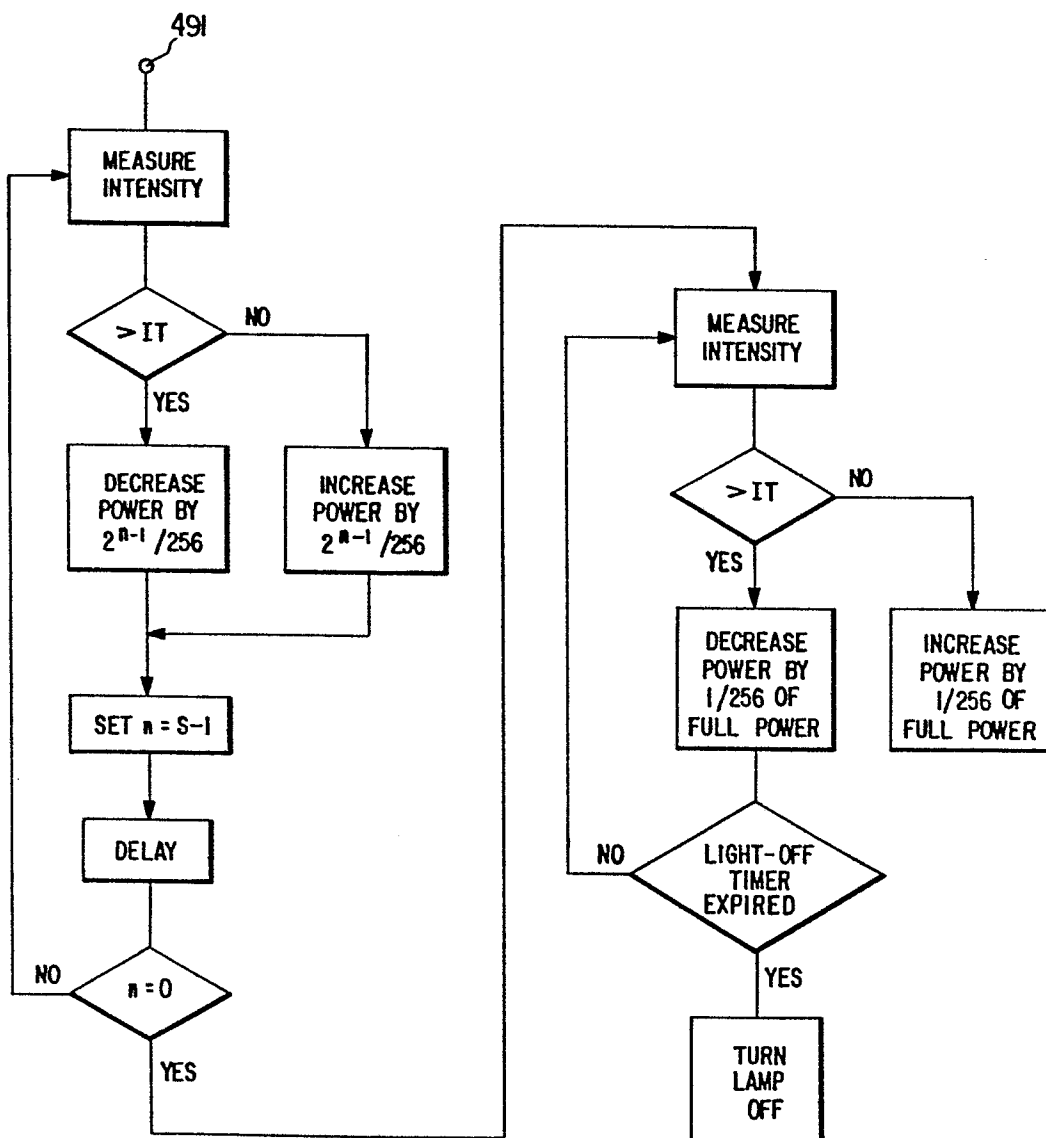 491
MEASURE
INTENSITY
> IT
NO
YES
DECREASE
POWER BY
2^{n-1} /256
INCREASE
POWER BY
2^{n-1} /256
SET n = S-1
DELAY
n = 0
NO
YES
MEASURE
INTENSITY
> IT
NO
YES
DECREASE
POWER BY
1/256 OF
FULL POWER
INCREASE
POWER BY
1/256 OF
FULL POWER
LIGHT-OFF
TIMER
EXPIRED
NO
YES
TURN
LAMP
OFF